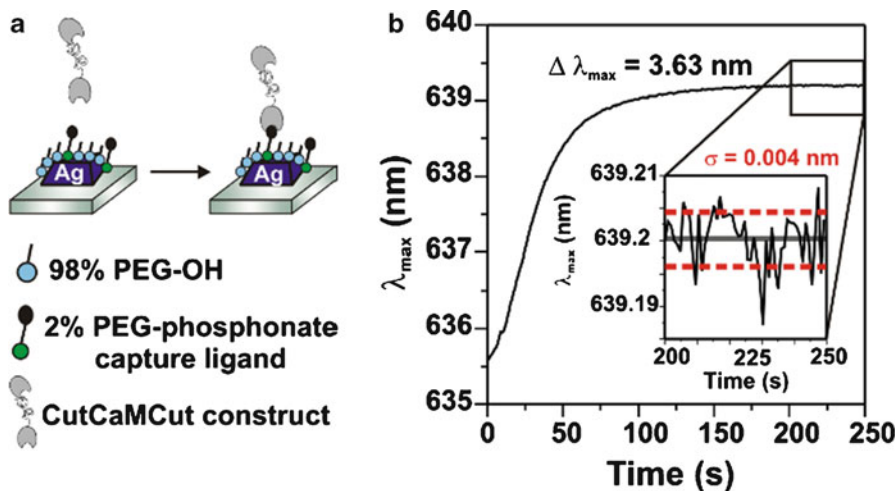 a
Ag
Ag
98% PEG-OH
2% PEG-phosphonate
capture ligand
CutCaMCut construct
b
640
639
638
637
636
635
λmax (nm)
Δ λmax = 3.63 nm
σ = 0.004 nm
639.21
639.2
639.19
λmax (nm)
200
225
250
Time (s)
0
50
100
150
200
250
Time (s)